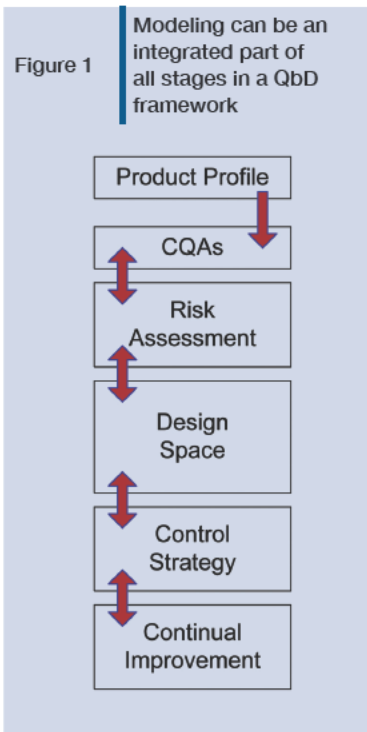 Figure 1
Modeling can be an
integrated part of
all stages in a QbD
framework
Product Profile
CQAs
Risk
Assessment
Design
Space
Control
Strategy
Continual
Improvement